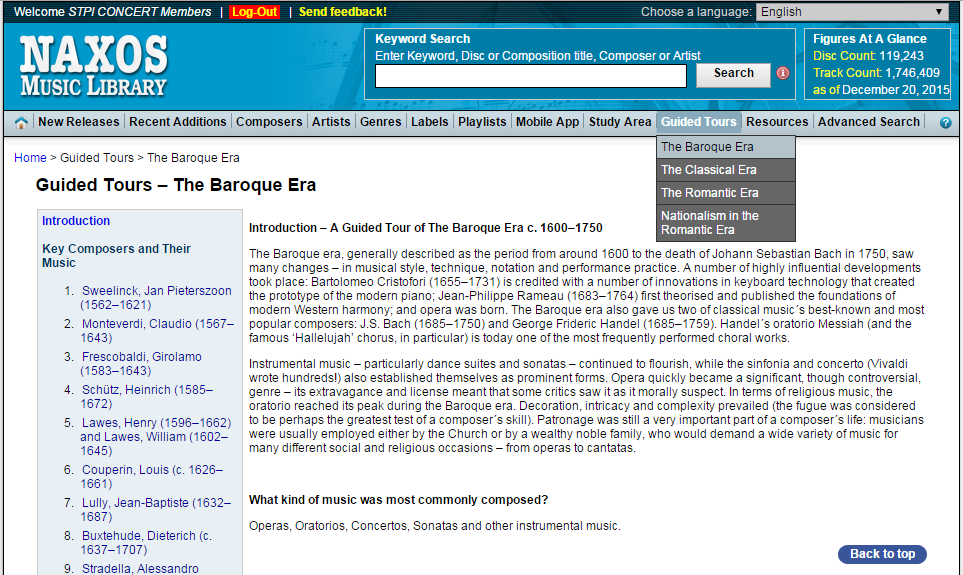 Welcome STPI CONCERT Members | Log-Out | Send feedback!
Choose a language: English
NAXOS
MUSIC LIBRARY
Keyword Search
Enter Keyword, Disc or Composition title, Composer or Artist
Search
Figures At A Glance
Disc Count: 119,243
Track Count: 1,746,409
as of December 20, 2015
New Releases | Recent Additions | Composers | Artists | Genres | Labels | Playlists | Mobile App | Study Area | Guided Tours | Resources | Advanced Search | ?
The Baroque Era
The Classical Era
The Romantic Era
Nationalism in the
Romantic Era
Home > Guided Tours > The Baroque Era
Guided Tours – The Baroque Era
Introduction
Key Composers and Their
Music
1. Sweelinck, Jan Pieterszoon
(1562–1621)
2. Monteverdi, Claudio (1567–
1643)
3. Frescobaldi, Girolamo
(1583–1643)
4. Schütz, Heinrich (1585–
1672)
5. Lawes, Henry (1596–1662)
and Lawes, William (1602–
1645)
6. Couperin, Louis (c. 1626–
1661)
7. Lully, Jean-Baptiste (1632–
1687)
8. Buxtehude, Dieterich (c.
1637–1707)
9. Stradella, Alessandro
Introduction – A Guided Tour of The Baroque Era c. 1600–1750
The Baroque era, generally described as the period from around 1600 to the death of Johann Sebastian Bach in 1750, saw
many changes – in musical style, technique, notation and performance practice. A number of highly influential developments
took place: Bartolomeo Cristofori (1655–1731) is credited with a number of innovations in keyboard technology that created
the prototype of the modern piano; Jean-Philippe Rameau (1683–1764) first theorised and published the foundations of
modern Western harmony; and opera was born. The Baroque era also gave us two of classical music´s best-known and most
popular composers: J.S. Bach (1685–1750) and George Frideric Handel (1685–1759). Handel´s oratorio Messiah (and the
famous ‘Hallelujah’ chorus, in particular) is today one of the most frequently performed choral works.
Instrumental music – particularly dance suites and sonatas – continued to flourish, while the sinfonia and concerto (Vivaldi
wrote hundreds!) also established themselves as prominent forms. Opera quickly became a significant, though controversial,
genre – its extravagance and license meant that some critics saw it as it morally suspect. In terms of religious music, the
oratorio reached its peak during the Baroque era. Decoration, intricacy and complexity prevailed (the fugue was considered
to be perhaps the greatest test of a composer´s skill). Patronage was still a very important part of a composer´s life: musicians
were usually employed either by the Church or by a wealthy noble family, who would demand a wide variety of music for
many different social and religious occasions – from operas to cantatas.
What kind of music was most commonly composed?
Operas, Oratorios, Concertos, Sonatas and other instrumental music.
Back to top